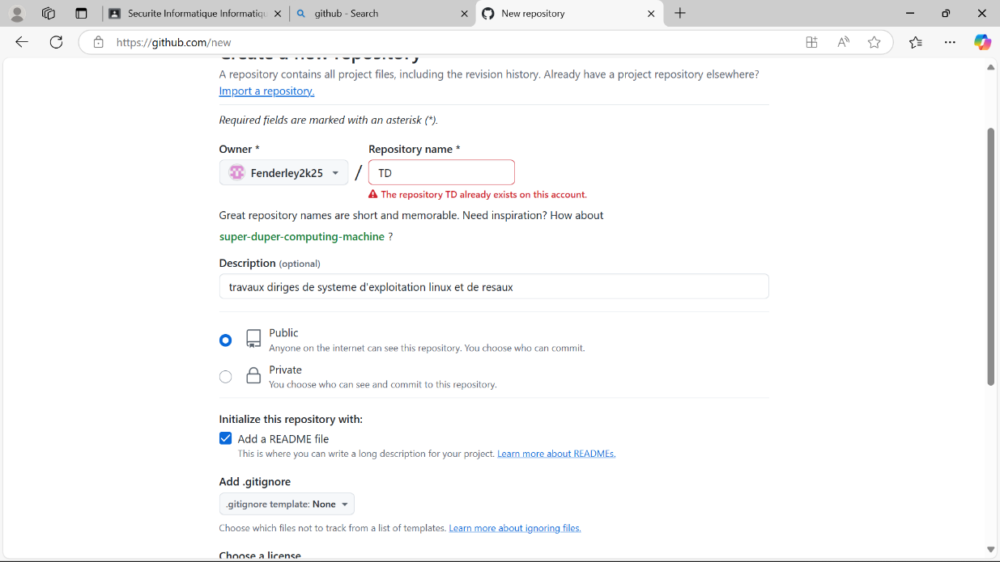 Securite Informatique Informatiqu
github - Search
New repository
https://github.com/new
Create a new repository
A repository contains all project files, including the revision history. Already have a project repository elsewhere?
Import a repository.
Required fields are marked with an asterisk (*).
Owner *
Repository name *
Fenderley2k25
/
TD
The repository TD already exists on this account.
Great repository names are short and memorable. Need inspiration? How about
super-duper-computing-machine ?
Description (optional)
travaux diriges de systeme d'exploitation linux et de resaux
Public
Anyone on the internet can see this repository. You choose who can commit.
Private
You choose who can see and commit to this repository.
Initialize this repository with:
Add a README file
This is where you can write a long description for your project. Learn more about READMEs.
Add .gitignore
.gitignore template: None
Choose which files not to track from a list of templates. Learn more about ignoring files.
Choose a license